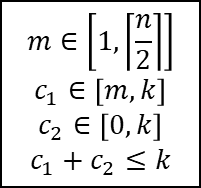 m ∈ [1, ⌈n/2⌉]
c₁ ∈ [m, k]
c₂ ∈ [0, k]
c₁ + c₂ ≤ k